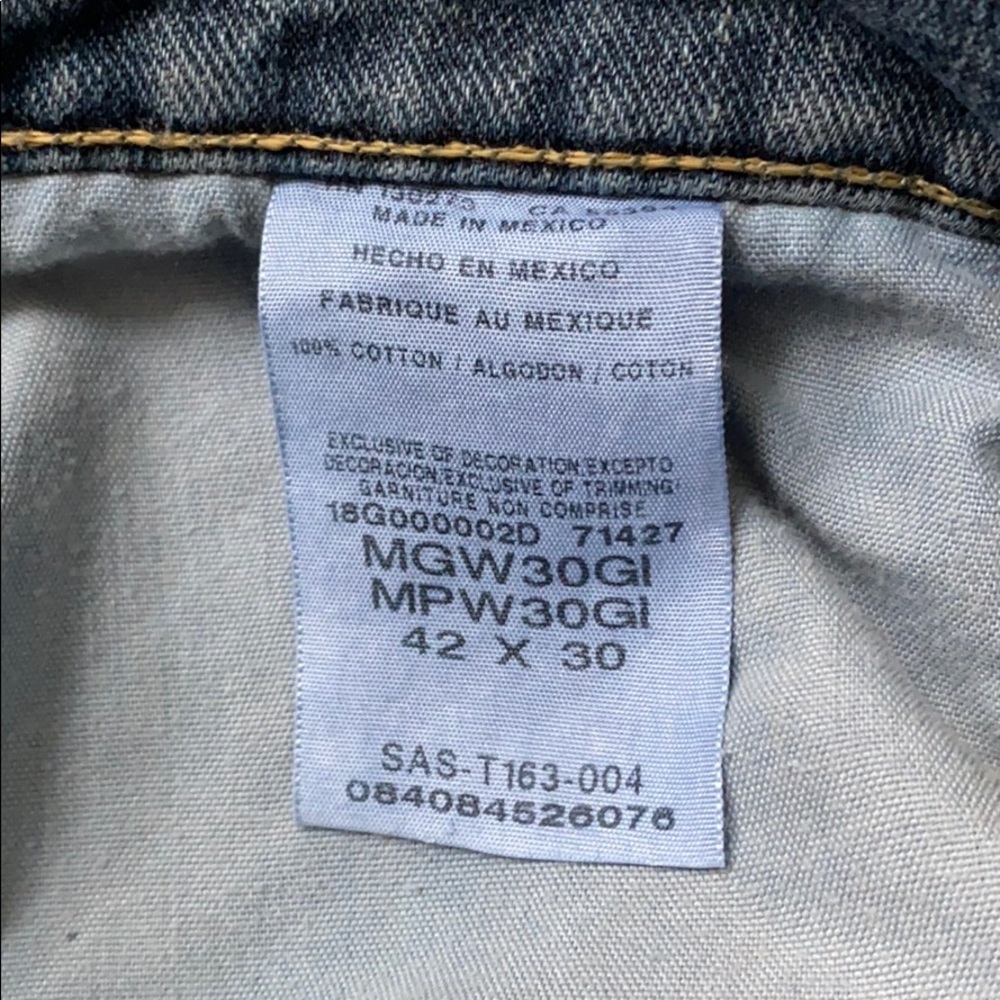 MADE IN MEXICO
HECHO EN MEXICO
FABRIQUE AU MEXIQUE
100% COTTON / ALGODON / COTON
EXCLUSIVE OF DECORATION EXCEPTO
DECORACION EXCLUSIVE OF TRIMMING
GARNITURE NON COMPRISE
18G000002D 71427
MGW30GI
MPW30GI
42 X 30
SAS-T163-004
084084526076